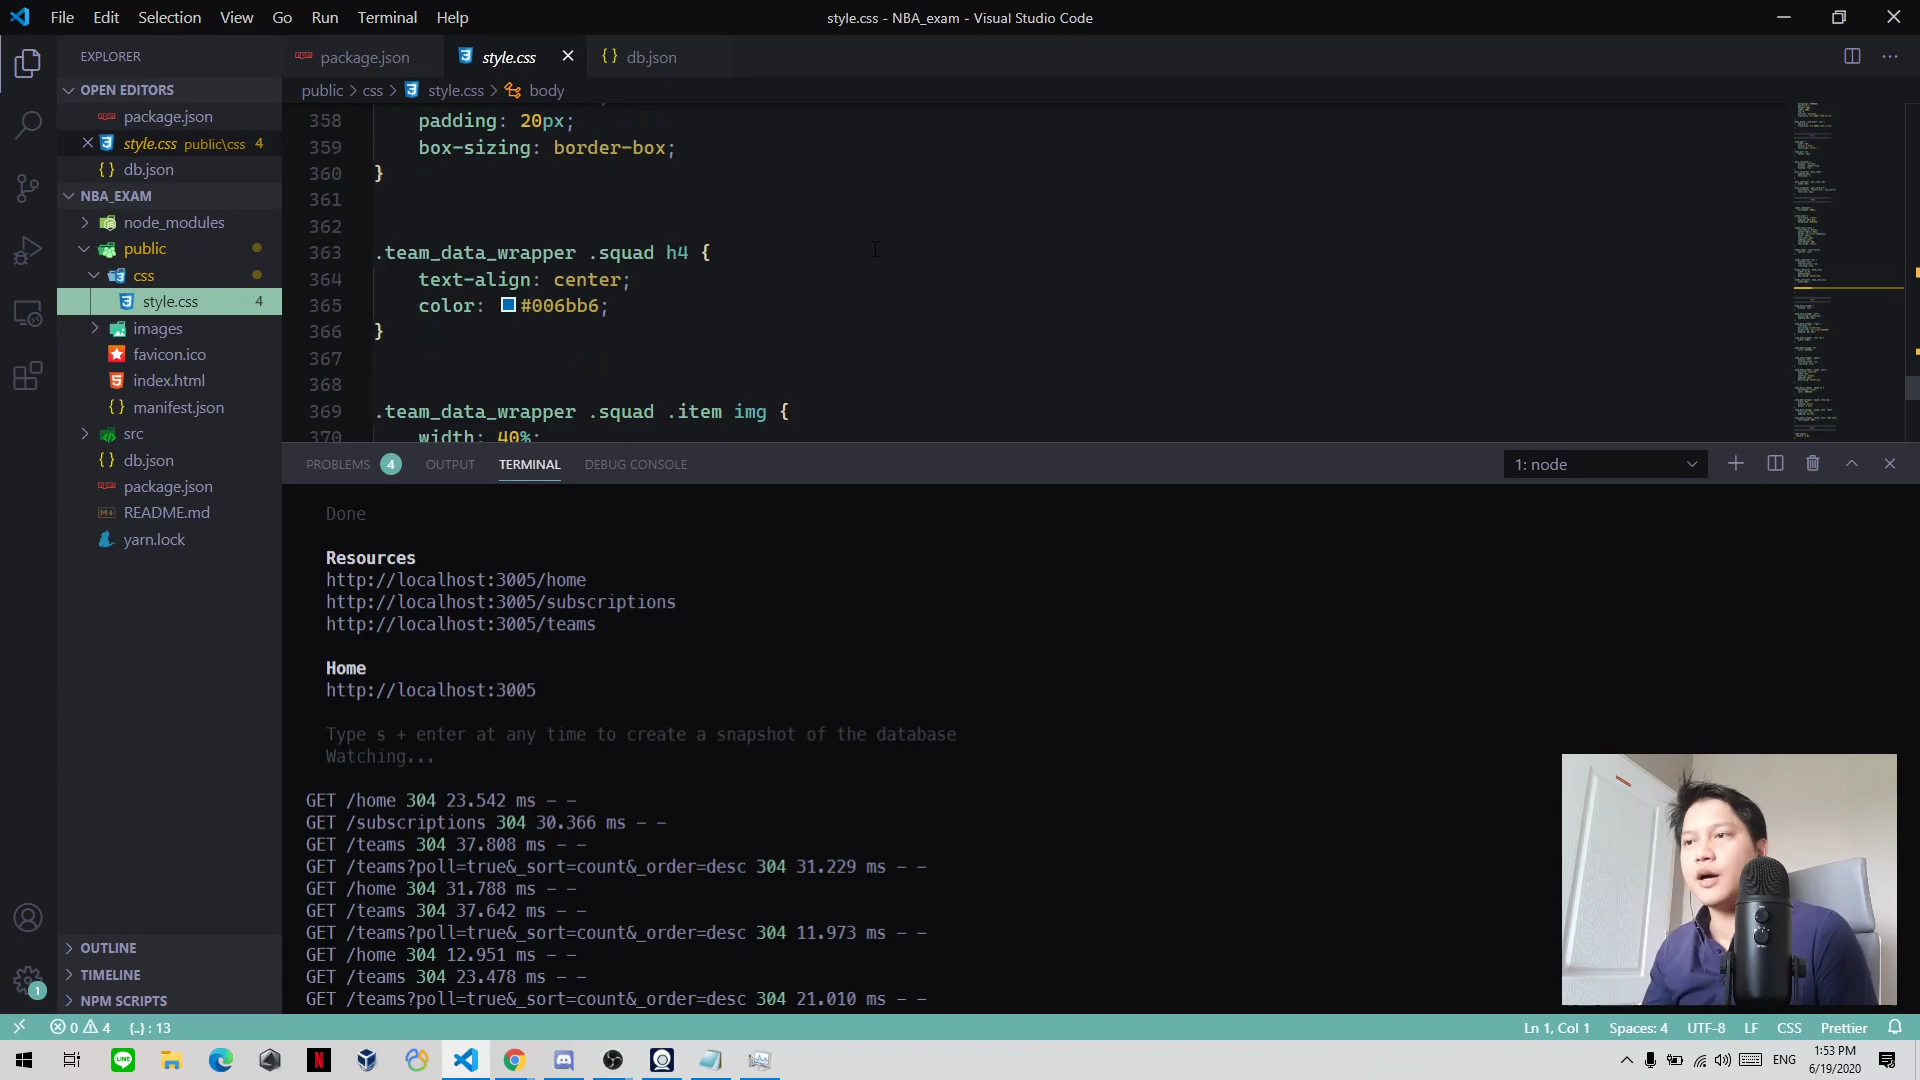 File Edit Selection View Go Run Terminal Help
style.css - NBA_exam - Visual Studio Code
EXPLORER
package.json
style.css
db.json
OPEN EDITORS
package.json
style.css public\css 4
db.json
NBA_EXAM
node_modules
public
css
style.css 4
images
favicon.ico
index.html
manifest.json
src
db.json
package.json
README.md
yarn.lock
OUTLINE
TIMELINE
NPM SCRIPTS
public > css > style.css > body
358 padding: 20px;
359 box-sizing: border-box;
360 }
361
362
363 .team_data_wrapper .squad h4 {
364 text-align: center;
365 color: #006bb6;
366 }
367
368
369 .team_data_wrapper .squad .item img {
370 width: 40%;
PROBLEMS 4 OUTPUT TERMINAL DEBUG CONSOLE
1: node
Done
Resources
http://localhost:3005/home
http://localhost:3005/subscriptions
http://localhost:3005/teams
Home
http://localhost:3005
Type s + enter at any time to create a snapshot of the database
Watching...
GET /home 304 23.542 ms - -
GET /subscriptions 304 30.366 ms - -
GET /teams 304 37.808 ms - -
GET /teams?poll=true&_sort=count&_order=desc 304 31.229 ms - -
GET /home 304 31.788 ms - -
GET /teams 304 37.642 ms - -
GET /teams?poll=true&_sort=count&_order=desc 304 11.973 ms - -
GET /home 304 12.951 ms - -
GET /teams 304 23.478 ms - -
GET /teams?poll=true&_sort=count&_order=desc 304 21.010 ms - -
1
0 4 {..} : 13
Ln 1, Col 1 Spaces: 4 UTF-8 LF CSS Prettier
LINE
N
ENG
1:53 PM
6/19/2020